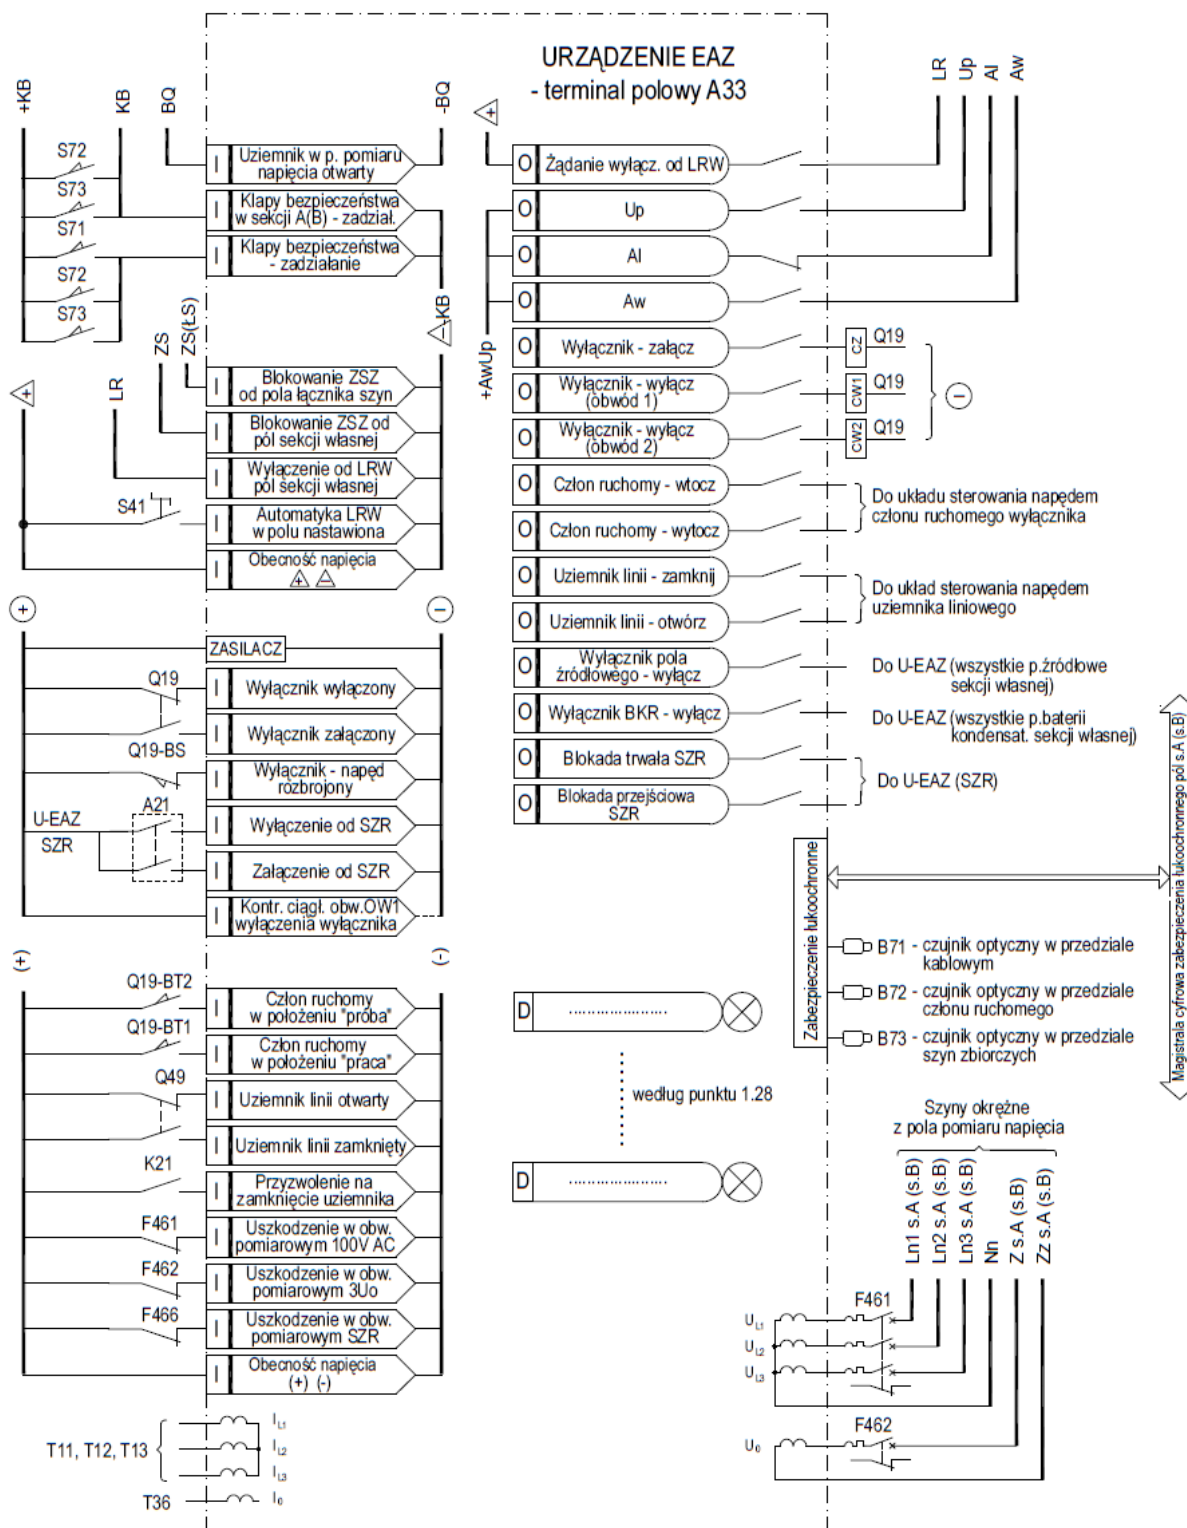 URZĄDZENIE EAZ
- terminal polowy A33
+KB
KB
BQ
-BQ
S72
S73
S71
S72
S73
I
Uziemnik w p. pomiaru
napięcia otwarty
I
Klapy bezpieczeństwa
w sekcji A(B) - zadział.
I
Klapy bezpieczeństwa
- zadziałanie
-KB
ZS
ZS(ŁS)
LR
+
S41
I
Blokowanie ZSZ
od pola łącznika szyn
I
Blokowanie ZSZ od
pól sekcji własnej
I
Wyłączenie od LRW
pól sekcji własnej
I
Automatyka LRW
w polu nastawiona
I
Obecność napięcia
+ -
+
-
ZASILACZ
Q19
I
Wyłącznik wyłączony
I
Wyłącznik załączony
Q19-BS
I
Wyłącznik - napęd
rozbrojony
U-EAZ
SZR
A21
I
Wyłączenie od SZR
I
Załączenie od SZR
I
Kontr. ciągł. obw.OW1
wyłączenia wyłącznika
(+)
(-)
Q19-BT2
I
Człon ruchomy
w położeniu "próba"
Q19-BT1
I
Człon ruchomy
w położeniu "praca"
Q49
I
Uziemnik linii otwarty
I
Uziemnik linii zamknięty
K21
I
Przyzwolenie na
zamknięcie uziemnika
F461
I
Uszkodzenie w obw.
pomiarowym 100V AC
F462
I
Uszkodzenie w obw.
pomiarowym 3Uo
F466
I
Uszkodzenie w obw.
pomiarowym SZR
I
Obecność napięcia
(+) (-)
T11, T12, T13
IL1
IL2
IL3
T36
I0
+
+AwUp
LR
Up
Al
Aw
O
Żądanie wyłącz. od LRW
O
Up
O
Al
O
Aw
O
Wyłącznik - załącz
CZ
Q19
O
Wyłącznik - wyłącz
(obwód 1)
CW1
Q19
-
O
Wyłącznik - wyłącz
(obwód 2)
CW2
Q19
O
Człon ruchomy - wtocz
O
Człon ruchomy - wytocz
Do układu sterowania napędem
członu ruchomego wyłącznika
O
Uziemnik linii - zamknij
O
Uziemnik linii - otwórz
Do układ sterowania napędem
uziemnika liniowego
O
Wyłącznik pola
źródłowego - wyłącz
Do U-EAZ (wszystkie p.źródłowe
sekcji własnej)
O
Wyłącznik BKR - wyłącz
Do U-EAZ (wszystkie p.baterii
kondensat. sekcji własnej)
O
Blokada trwała SZR
O
Blokada przejściowa
SZR
Do U-EAZ (SZR)
Zabezpieczenie łukoochronne
Magistrala cyfrowa zabezpieczenia łukoochronnego pól s.A (s.B)
B71 - czujnik optyczny w przedziale
kablowym
B72 - czujnik optyczny w przedziale
członu ruchomego
B73 - czujnik optyczny w przedziale
szyn zbiorczych
D
....................
według punktu 1.28
D
....................
Szyny okrężne
z pola pomiaru napięcia
Ln1 s.A (s.B)
Ln2 s.A (s.B)
Ln3 s.A (s.B)
Nn
Z s.A (s.B)
Zz s.A (s.B)
F461
UL1
UL2
UL3
F462
U0